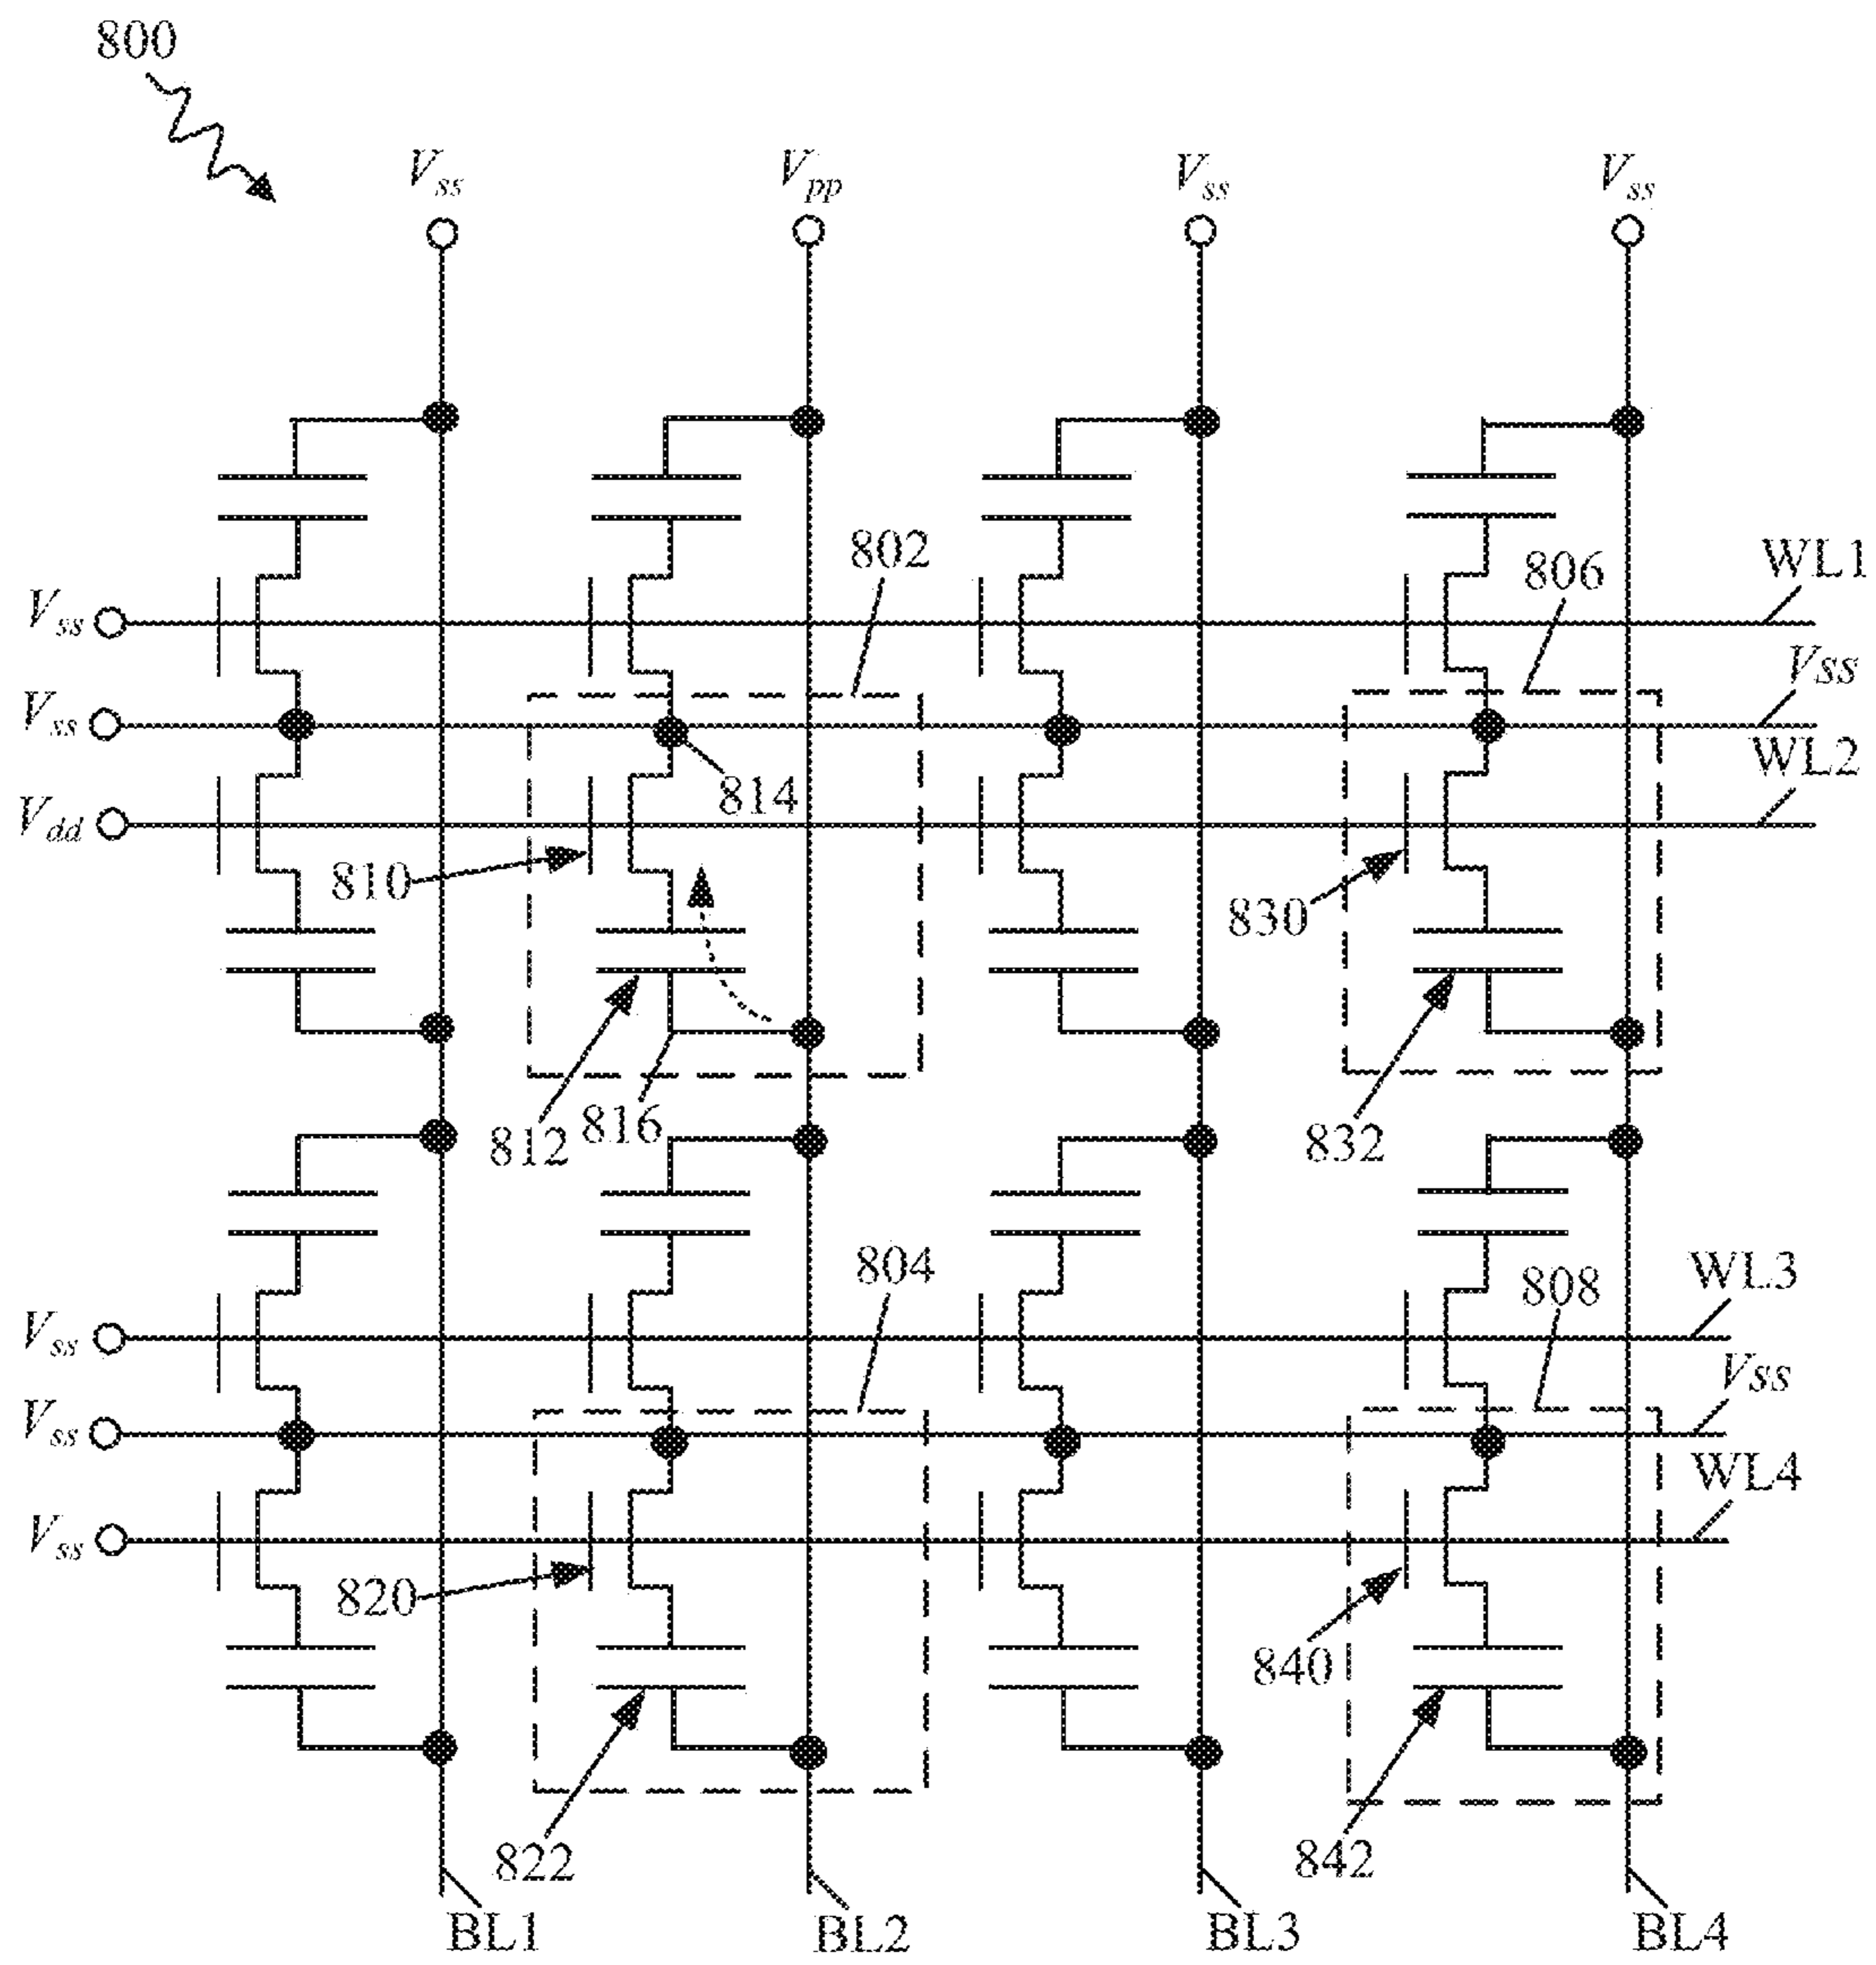 800
Vss Vpp Vss Vss
802
806
WL1
Vss
Vss
Vss
WL2
814
Vdd
810
830
812
816
832
804
808
WL3
Vss
Vss
Vss
WL4
Vss
820
840
822
842
BL1 BL2 BL3 BL4